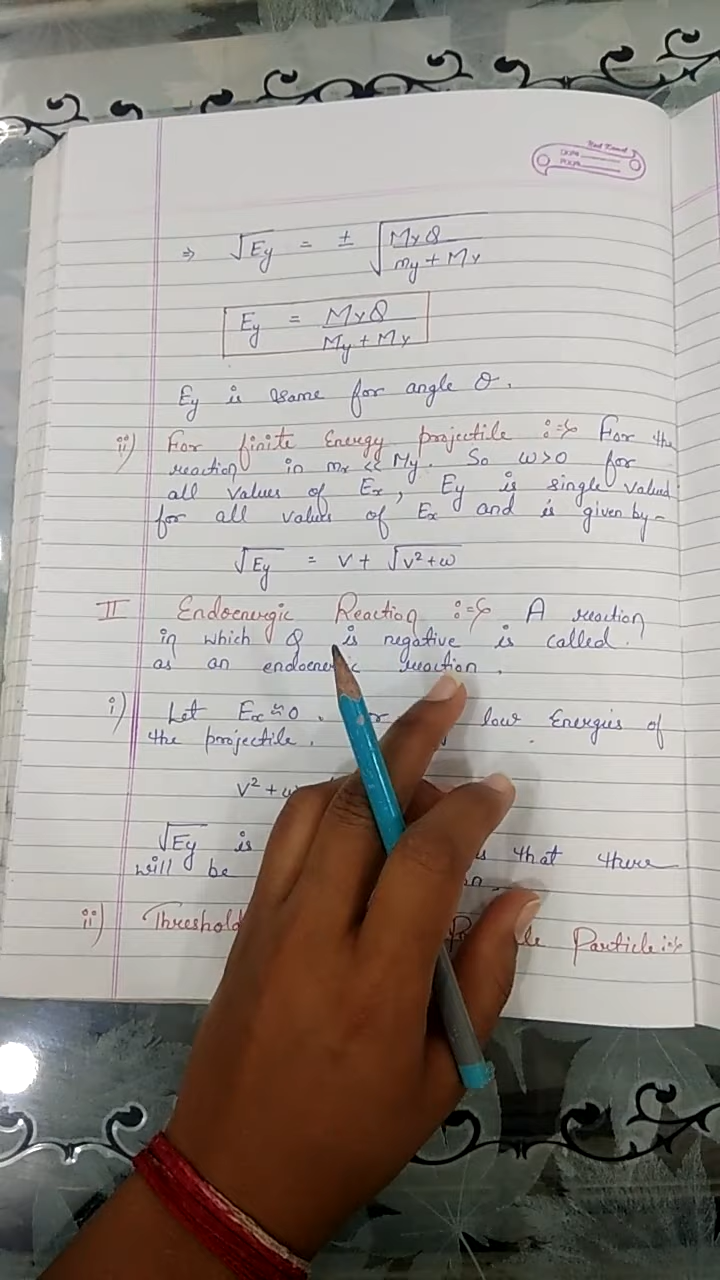 ⇒ √Ey = ± √(MyQ / my + My)
Ey = MyQ / My + My
Ey is same for angle θ.
ii) For finite Energy projectile :- For the
reaction in mx << My. So w>0 for
all values of Ex, Ey is single valued
for all values of Ex and is given by -
√Ey = v + √v² + w
II Endoenergic Reaction :- A reaction
in which Q is negative is called
as an reaction.
i) Let Ex ≈ 0. low Energies of
the projectile.
v² +
√Ey is that there
will be
ii) Threshold Particle :-